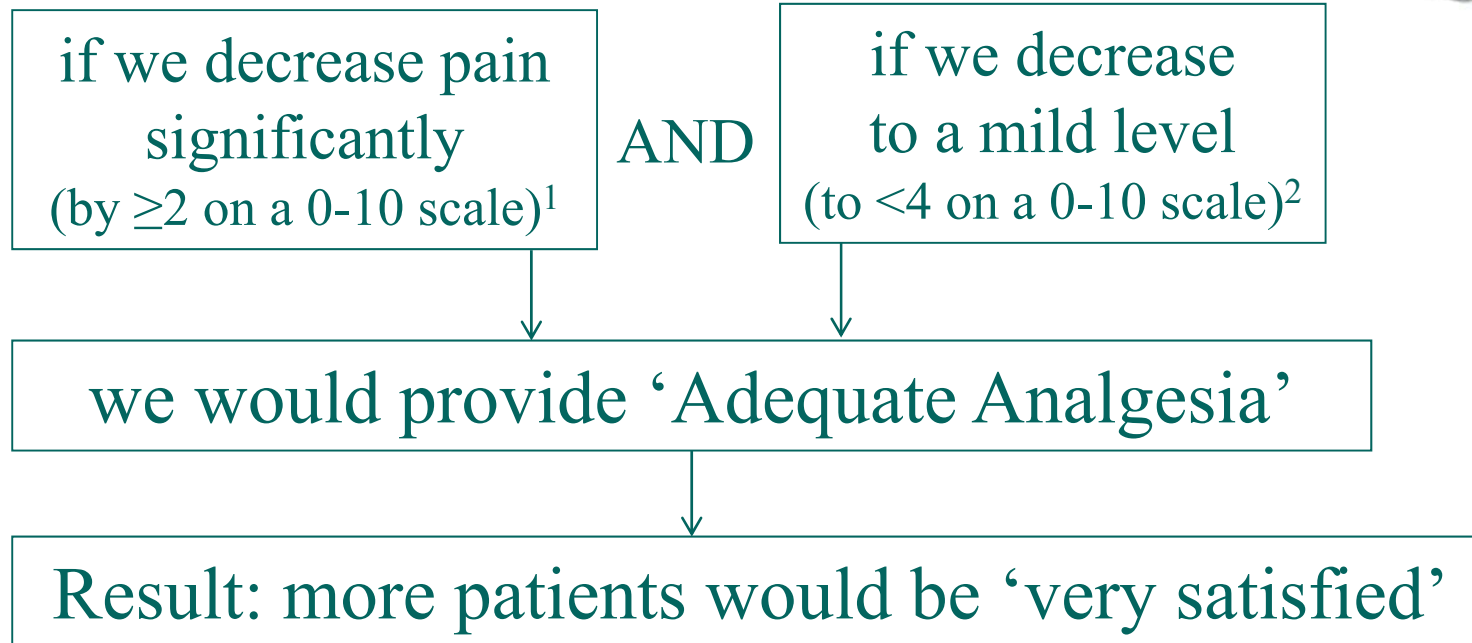 if we decrease pain
significantly
(by ≥2 on a 0-10 scale)¹
AND
if we decrease
to a mild level
(to <4 on a 0-10 scale)²
we would provide ‘Adequate Analgesia’
Result: more patients would be ‘very satisfied’